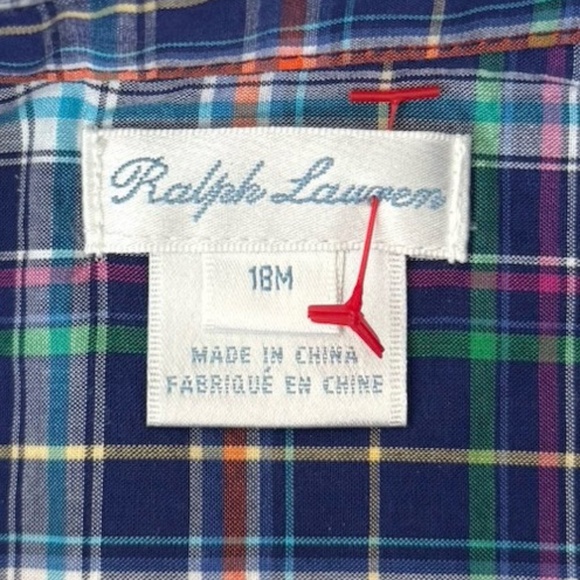 Ralph Lauren
18M
MADE IN CHINA
FABRIQUÉ EN CHINE